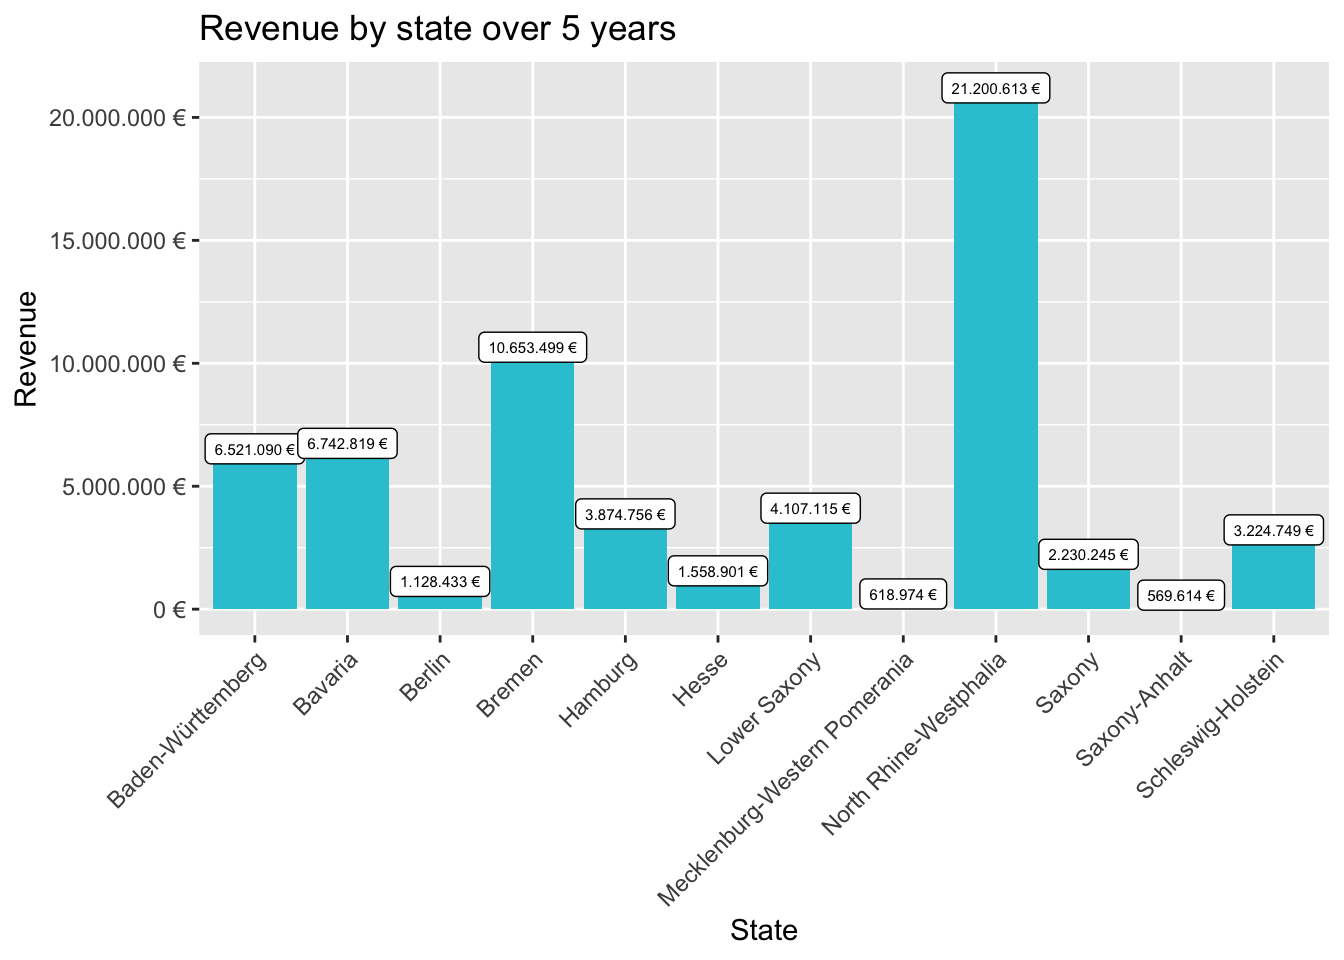 Revenue by state over 5 years
Revenue
20.000.000 €
15.000.000 €
10.000.000 €
5.000.000 €
0 €
6.521.090 €
6.742.819 €
1.128.433 €
10.653.499 €
3.874.756 €
1.558.901 €
4.107.115 €
618.974 €
21.200.613 €
2.230.245 €
569.614 €
3.224.749 €
Baden-Württemberg
Bavaria
Berlin
Bremen
Hamburg
Hesse
Lower Saxony
Mecklenburg-Western Pomerania
North Rhine-Westphalia
Saxony
Saxony-Anhalt
Schleswig-Holstein
State